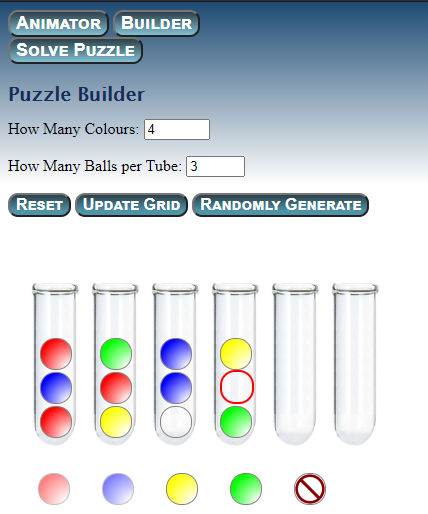 Animator Builder
Solve Puzzle
Puzzle Builder
How Many Colours: 4
How Many Balls per Tube: 3
Reset Update Grid Randomly Generate